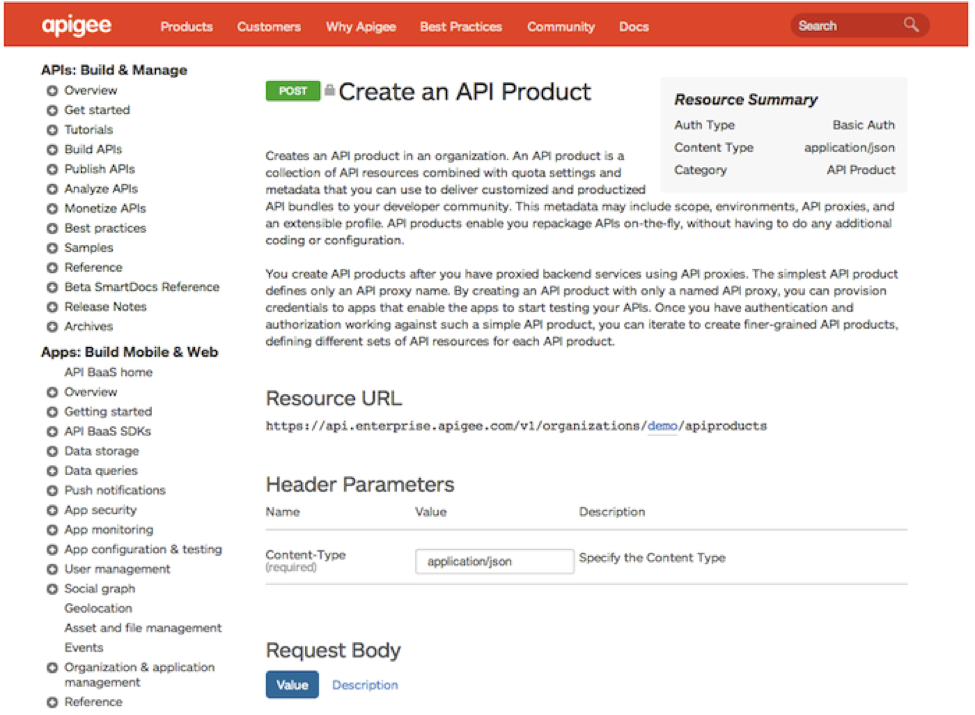 apigee
Products Customers Why Apigee Best Practices Community Docs
Search
APIs: Build & Manage
Overview
Get started
Tutorials
Build APIs
Publish APIs
Analyze APIs
Monetize APIs
Best practices
Samples
Reference
Beta SmartDocs Reference
Release Notes
Archives
Apps: Build Mobile & Web
API BaaS home
Overview
Getting started
API BaaS SDKs
Data storage
Data queries
Push notifications
App security
App monitoring
App configuration & testing
User management
Social graph
Geolocation
Asset and file management
Events
Organization & application
management
Reference
POST Create an API Product
Resource Summary
Auth Type Basic Auth
Content Type application/json
Category API Product
Creates an API product in an organization. An API product is a
collection of API resources combined with quota settings and
metadata that you can use to deliver customized and productized
API bundles to your developer community. This metadata may include scope, environments, API proxies, and
an extensible profile. API products enable you repackage APIs on-the-fly, without having to do any additional
coding or configuration.
You create API products after you have proxied backend services using API proxies. The simplest API product
defines only an API proxy name. By creating an API product with only a named API proxy, you can provision
credentials to apps that enable the apps to start testing your APIs. Once you have authentication and
authorization working against such a simple API product, you can iterate to create finer-grained API products,
defining different sets of API resources for each API product.
Resource URL
https://api.enterprise.apigee.com/v1/organizations/demo/apiproducts
Header Parameters
Name Value Description
Content-Type
(required)
application/json
Specify the Content Type
Request Body
Value Description